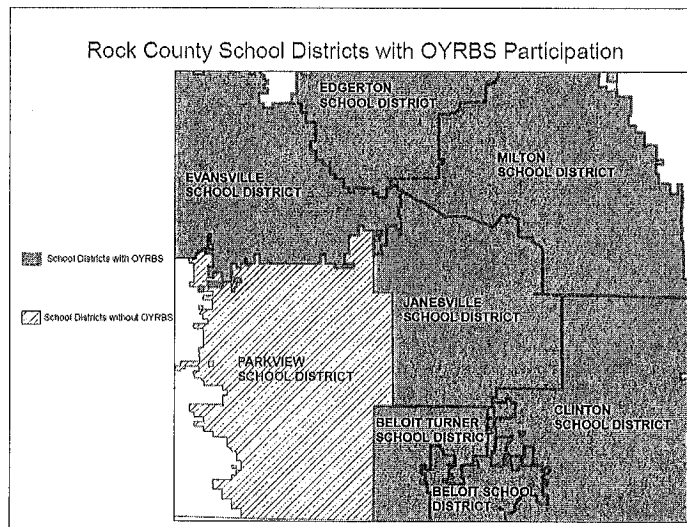 Rock County School Districts with OYRBS Participation
EDGERTON
SCHOOL DISTRICT
MILTON
SCHOOL DISTRICT
EVANSVILLE
SCHOOL DISTRICT
School Districts with OYRBS
School Districts without OYRBS
JANESVILLE
SCHOOL DISTRICT
PARKVIEW
SCHOOL DISTRICT
CLINTON
SCHOOL DISTRICT
BELOIT TURNER
SCHOOL DISTRICT
BELOIT SCHOOL
DISTRICT